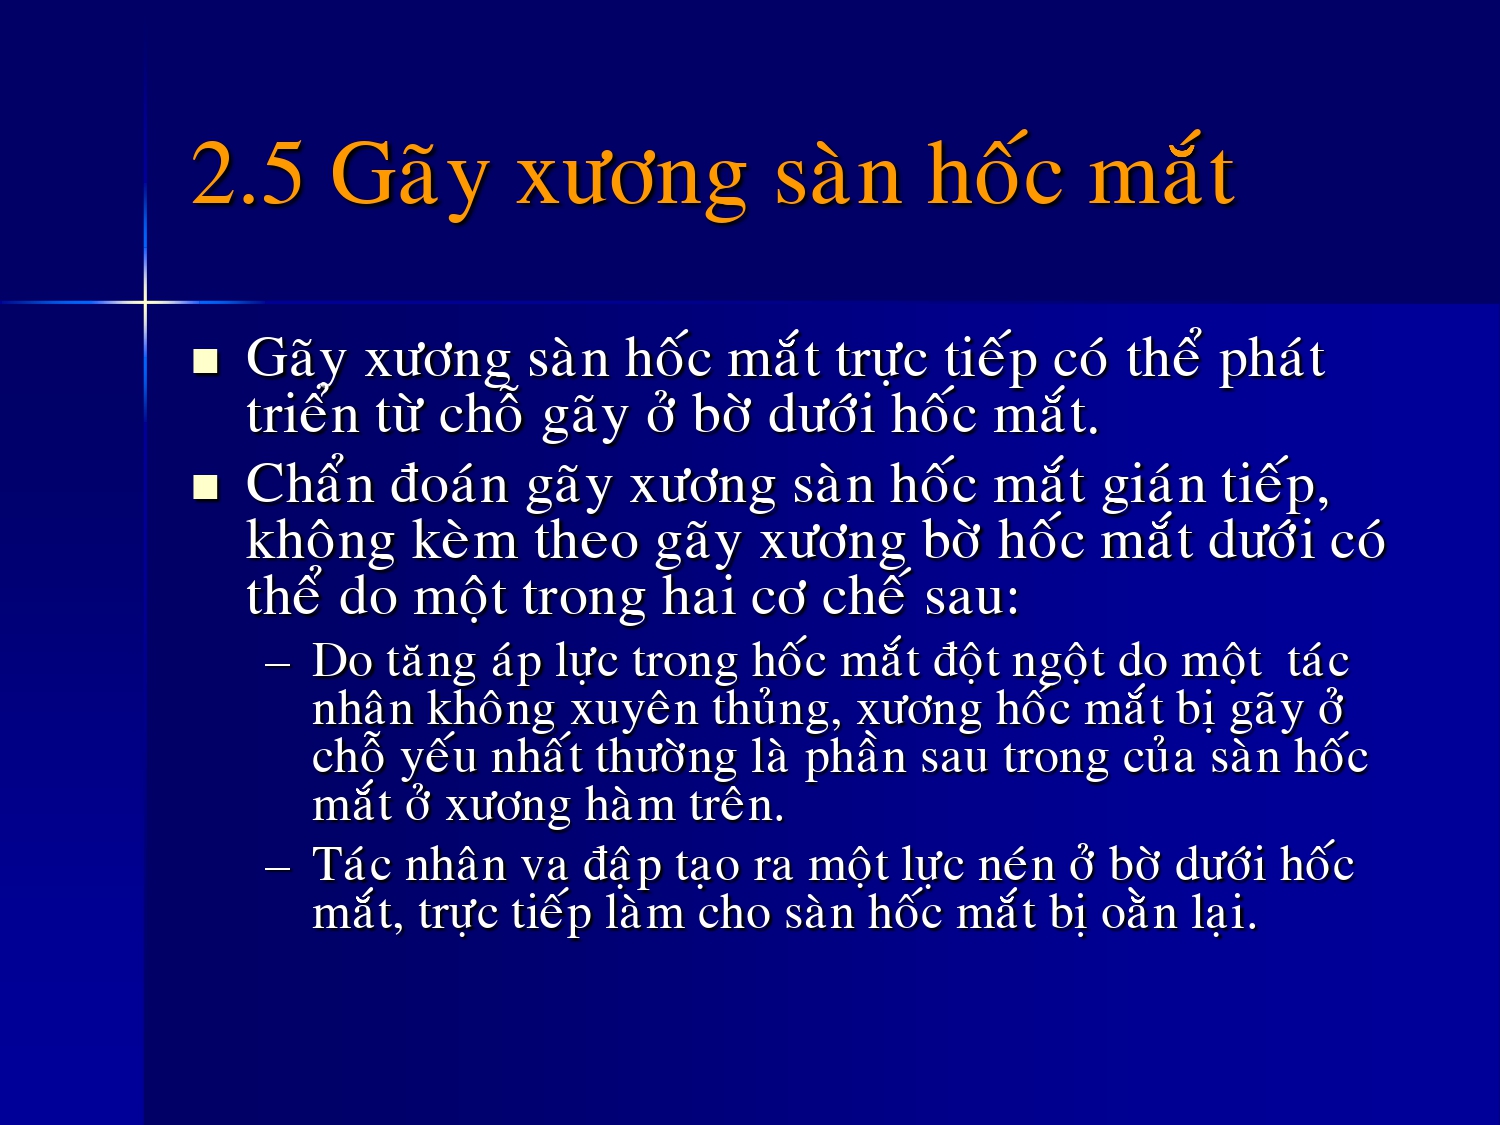 2.5 Gãy xương sàn hốc mắt
Gãy xương sàn hốc mắt trực tiếp có thể phát
triển từ chỗ gãy ở bờ dưới hốc mắt.
Chẩn đoán gãy xương sàn hốc mắt gián tiếp,
không kèm theo gãy xương bờ hốc mắt dưới có
thể do một trong hai cơ chế sau:
– Do tăng áp lực trong hốc mắt đột ngột do một tác
nhân không xuyên thủng, xương hốc mắt bị gãy ở
chỗ yếu nhất thường là phần sau trong của sàn hốc
mắt ở xương hàm trên.
– Tác nhân va đập tạo ra một lực nén ở bờ dưới hốc
mắt, trực tiếp làm cho sàn hốc mắt bị oằn lại.